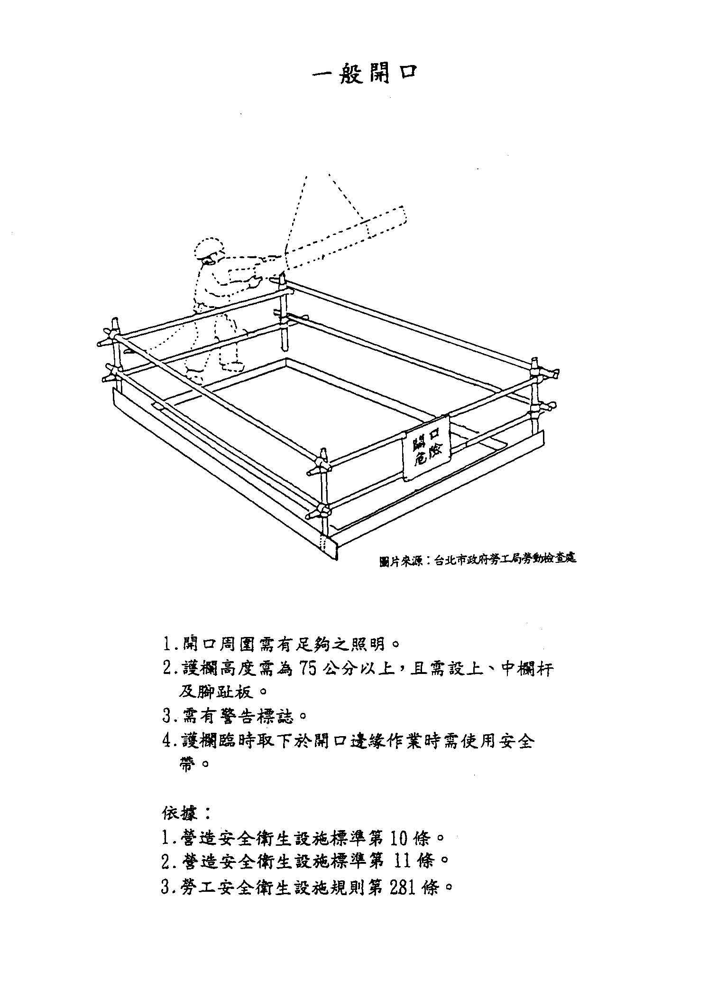 一般開口
開口
危險
圖片來源：台北市政府勞工局勞動檢查處
1.開口周圍需有足夠之照明。
2.護欄高度需為75公分以上，且需設上、中欄杆
及腳趾板。
3.需有警告標誌。
4.護欄臨時取下於開口邊緣作業時需使用安全
帶。
依據：
1.營造安全衛生設施標準第10條。
2.營造安全衛生設施標準第11條。
3.勞工安全衛生設施規則第281條。